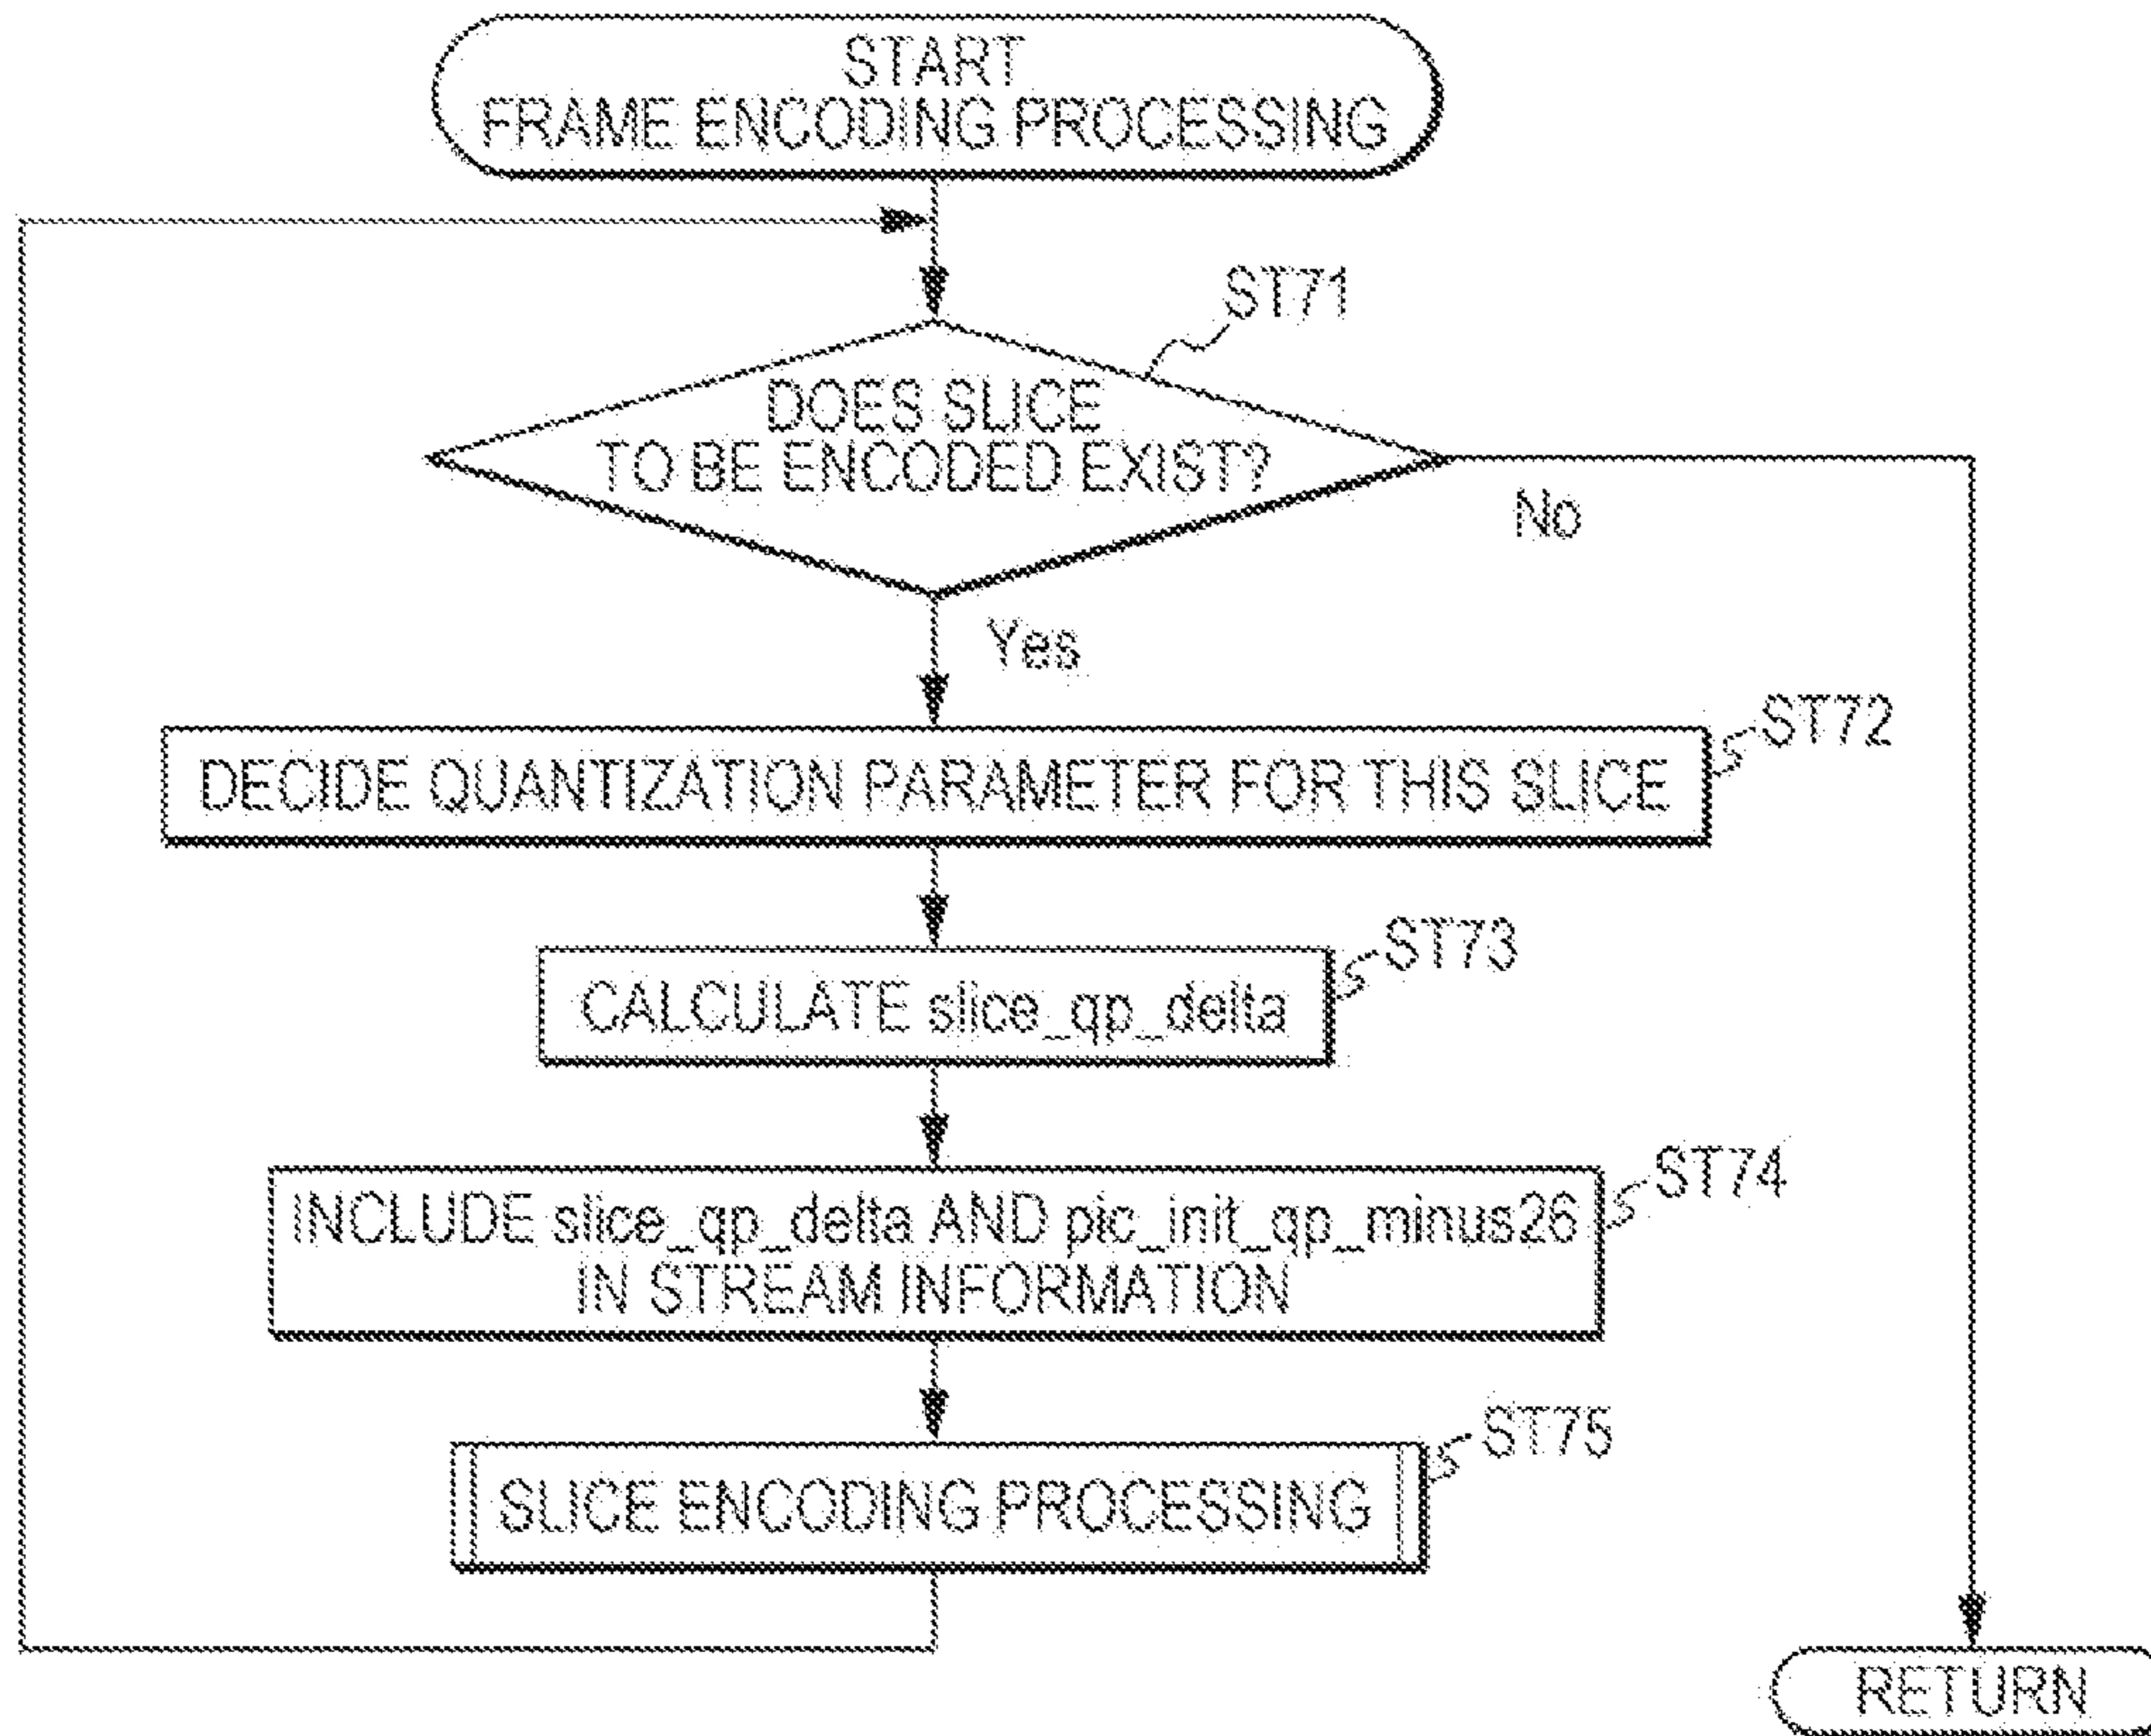 START
FRAME ENCODING PROCESSING
ST71
DOES SLICE
TO BE ENCODED EXIST?
No
Yes
ST72
DECIDE QUANTIZATION PARAMETER FOR THIS SLICE
ST73
CALCULATE slice_qp_delta
ST74
INCLUDE slice_qp_delta AND pic_init_qp_minus26
IN STREAM INFORMATION
ST75
SLICE ENCODING PROCESSING
RETURN